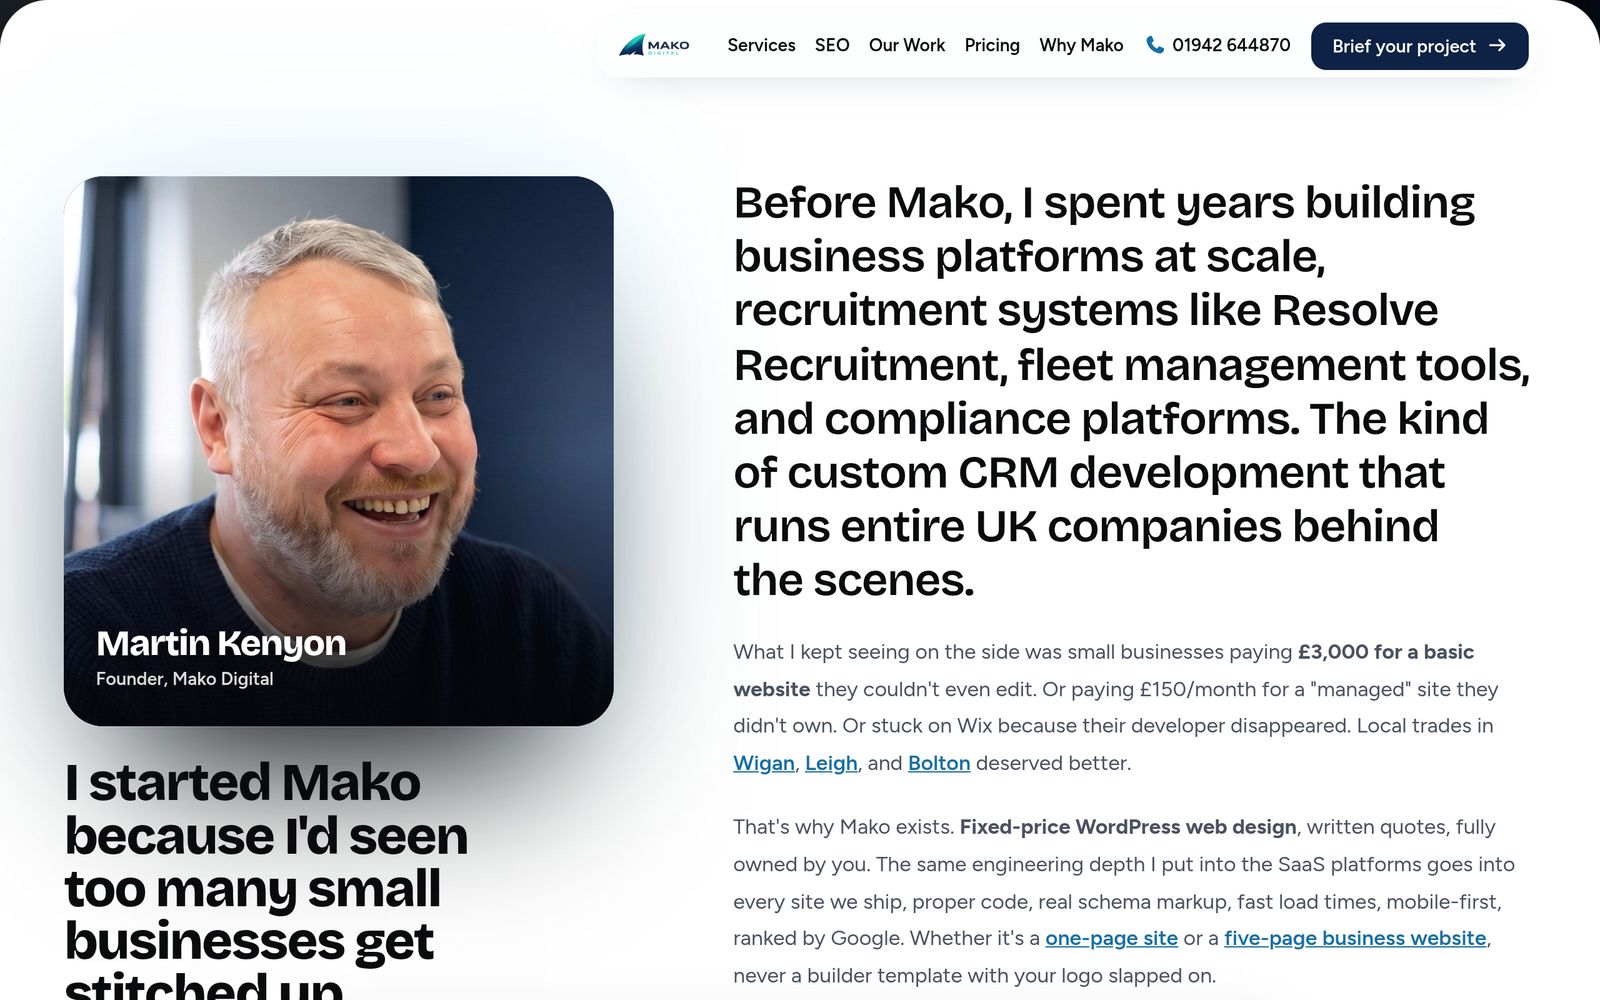 MAKO
DIGITAL
Services
SEO
Our Work
Pricing
Why Mako
01942 644870
Brief your project
Martin Kenyon
Founder, Mako Digital
I started Mako
because I'd seen
too many small
businesses get
stitched up
Before Mako, I spent years building
business platforms at scale,
recruitment systems like Resolve
Recruitment, fleet management tools,
and compliance platforms. The kind
of custom CRM development that
runs entire UK companies behind
the scenes.
What I kept seeing on the side was small businesses paying £3,000 for a basic
website they couldn't even edit. Or paying £150/month for a "managed" site they
didn't own. Or stuck on Wix because their developer disappeared. Local trades in
Wigan, Leigh, and Bolton deserved better.
That's why Mako exists. Fixed-price WordPress web design, written quotes, fully
owned by you. The same engineering depth I put into the SaaS platforms goes into
every site we ship, proper code, real schema markup, fast load times, mobile-first,
ranked by Google. Whether it's a one-page site or a five-page business website,
never a builder template with your logo slapped on.